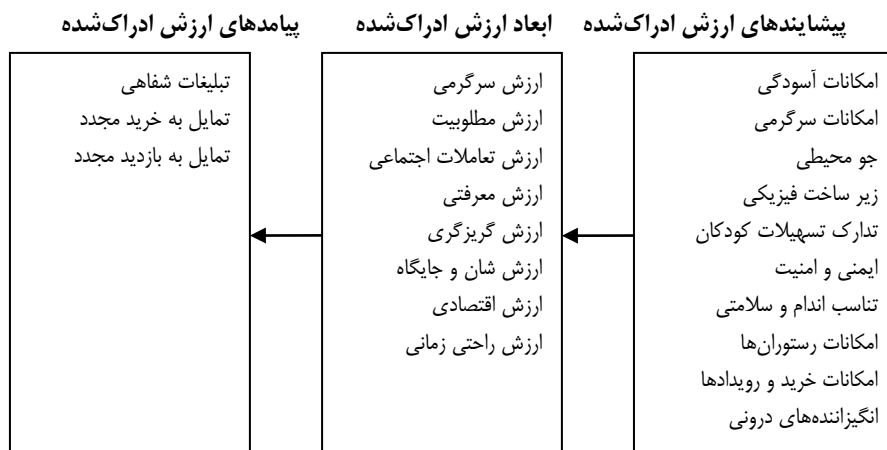 پیشایندهای ارزش ادراک‌شده
امکانات آسودگی
امکانات سرگرمی
جو محیطی
زیر ساخت فیزیکی
تدارک تسهیلات کودکان
ایمنی و امنیت
تناسب اندام و سلامتی
امکانات رستوران‌ها
امکانات خرید و رویدادها
انگیزاننده‌های درونی
ابعاد ارزش ادراک‌شده
ارزش سرگرمی
ارزش مطلوبیت
ارزش تعاملات اجتماعی
ارزش معرفتی
ارزش گریزگری
ارزش شان و جایگاه
ارزش اقتصادی
ارزش راحتی زمانی
پیامدهای ارزش ادراک‌شده
تبلیغات شفاهی
تمایل به خرید مجدد
تمایل به بازدید مجدد